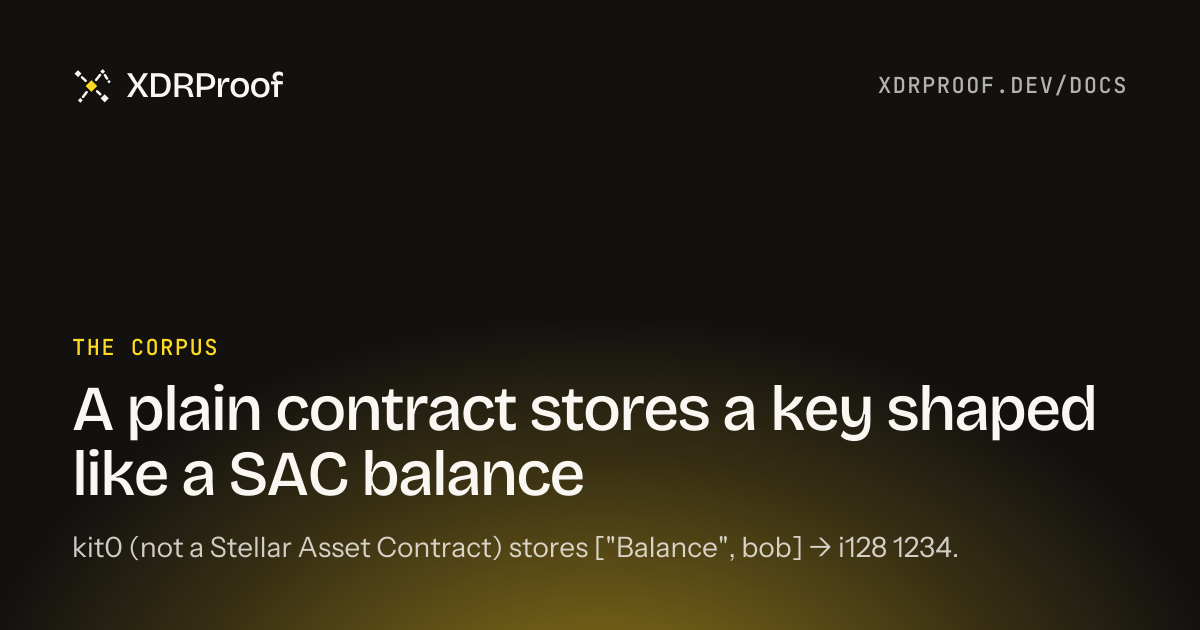 XDRProof
XDRPROOF.DEV/DOCS
THE CORPUS
A plain contract stores a key shaped
like a SAC balance
kit0 (not a Stellar Asset Contract) stores ["Balance", bob] → i128 1234.